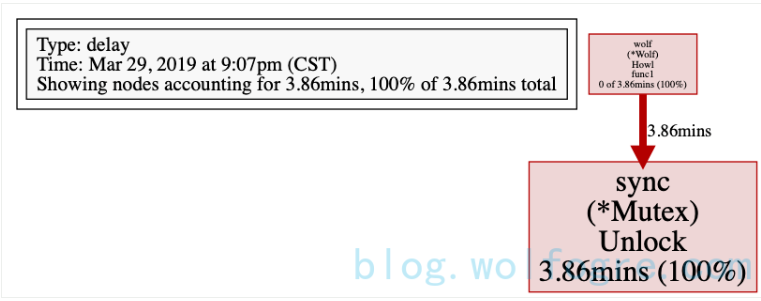 Type: delay
Time: Mar 29, 2019 at 9:07pm (CST)
Showing nodes accounting for 3.86mins, 100% of 3.86mins total
wolf
(*Wolf)
Howl
func1
0 of 3.86mins (100%)
3.86mins
sync
(*Mutex)
Unlock
3.86mins (100%)
blog.wolfogre.com